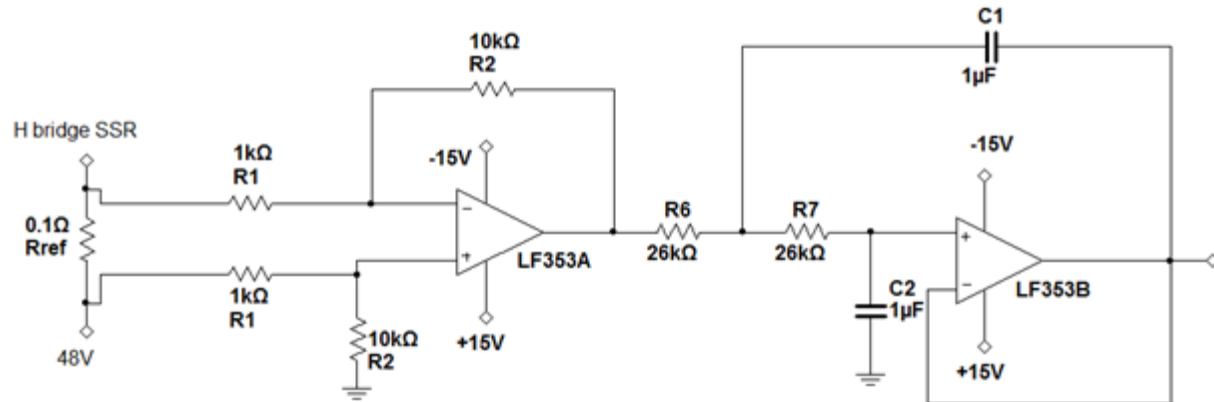 H bridge SSR
0.1Ω
Rref
48V
1kΩ
R1
1kΩ
R1
10kΩ
R2
10kΩ
R2
-15V
−
+
LF353A
+15V
R6
26kΩ
R7
26kΩ
C1
1µF
C2
1µF
-15V
+
−
LF353B
+15V